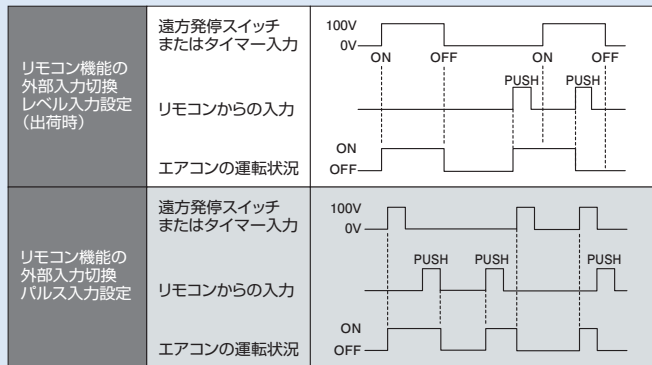 リモコン機能の
外部入力切換
レベル入力設定
(出荷時)
遠方発停スイッチ
またはタイマー入力
100V
0V
ON OFF ON OFF
リモコンからの入力
PUSH PUSH
エアコンの運転状況
ON
OFF
リモコン機能の
外部入力切換
パルス入力設定
遠方発停スイッチ
またはタイマー入力
100V
0V
リモコンからの入力
PUSH PUSH PUSH
エアコンの運転状況
ON
OFF